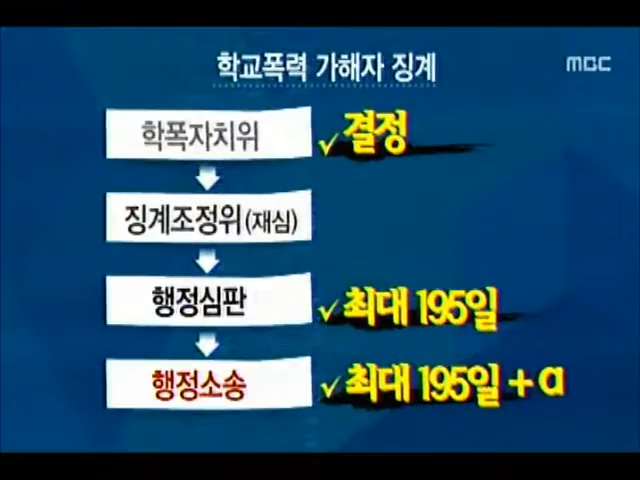 학교폭력 가해자 징계
MBC
학폭자치위 ✓결정
징계조정위(재심)
행정심판 ✓최대 195일
행정소송 ✓최대 195일+α